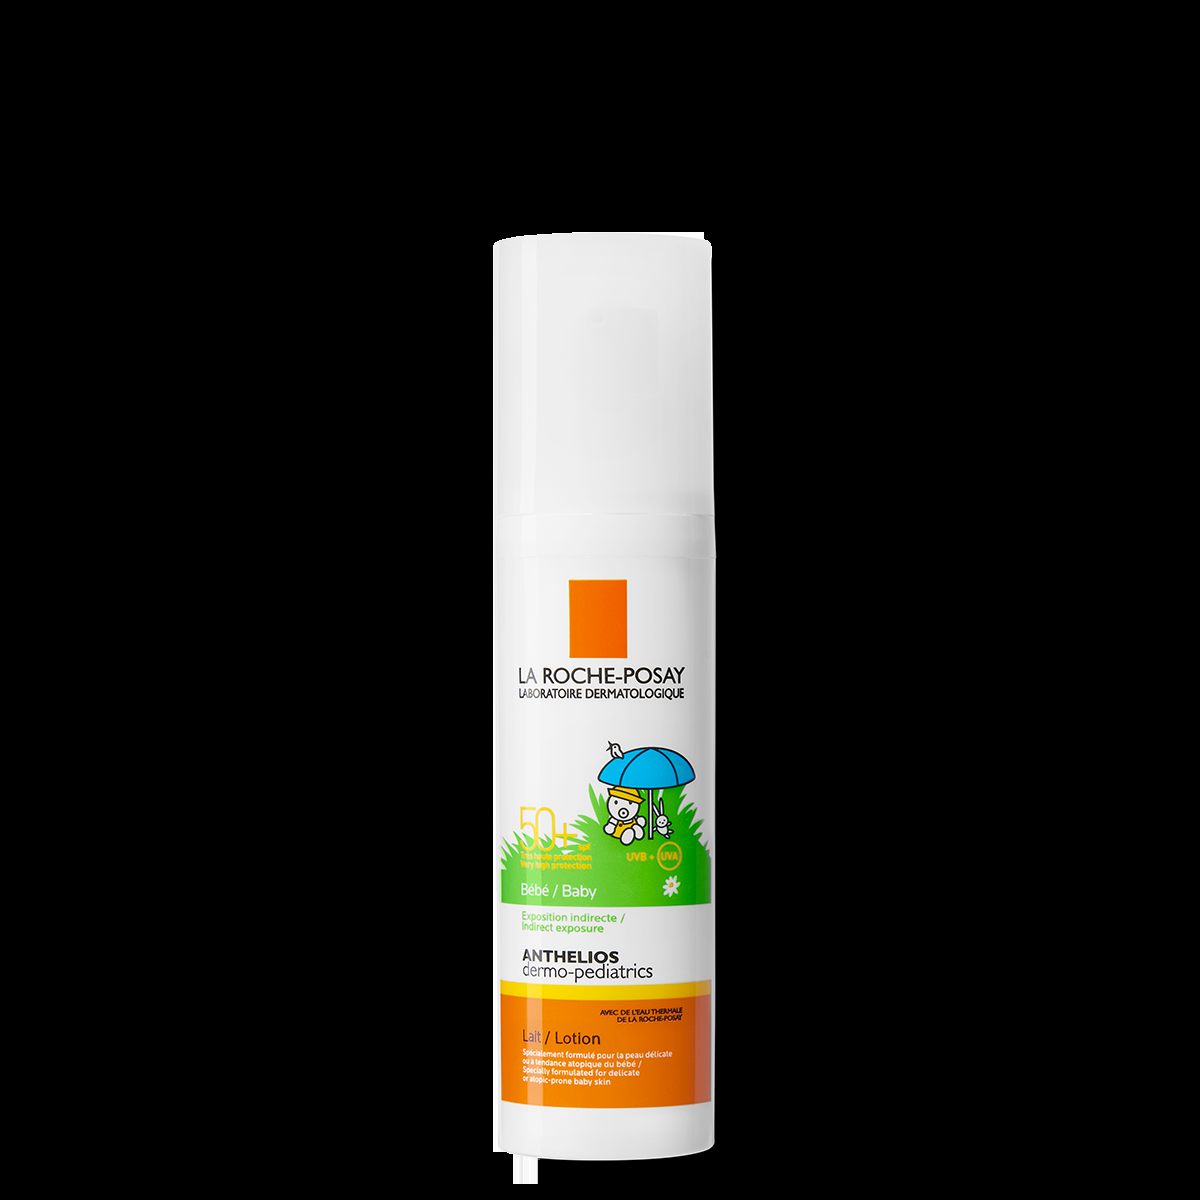 LA ROCHE-POSAY
LABORATOIRE DERMATOLOGIQUE
50+ spf
Très haute protection
Very high protection
UVB + UVA
Bébé / Baby
Exposition indirecte /
Indirect exposure
ANTHELIOS
dermo-pediatrics
AVEC DE L'EAU THERMALE
DE LA ROCHE-POSAY
Lait / Lotion
Spécialement formulé pour la peau délicate
ou à tendance atopique du bébé /
Specially formulated for delicate
or atopic-prone baby skin